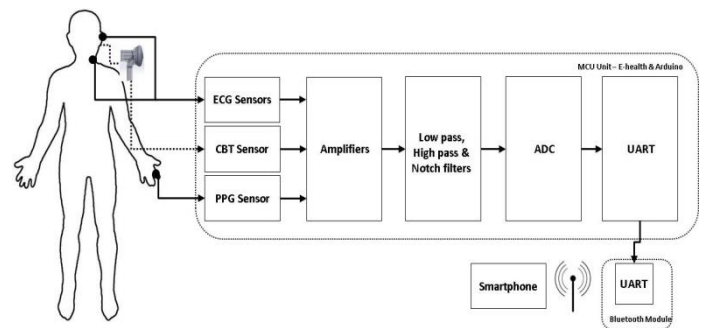 MCU Unit – E-health & Arduino
ECG Sensors
CBT Sensor
PPG Sensor
Amplifiers
Low pass,
High pass &
Notch filters
ADC
UART
Smartphone
UART
Bluetooth Module